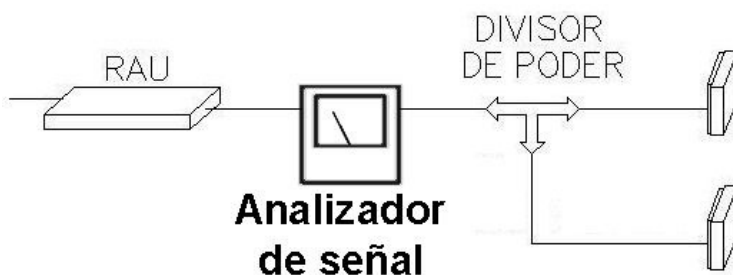 RAU
DIVISOR
DE PODER
Analizador
de señal